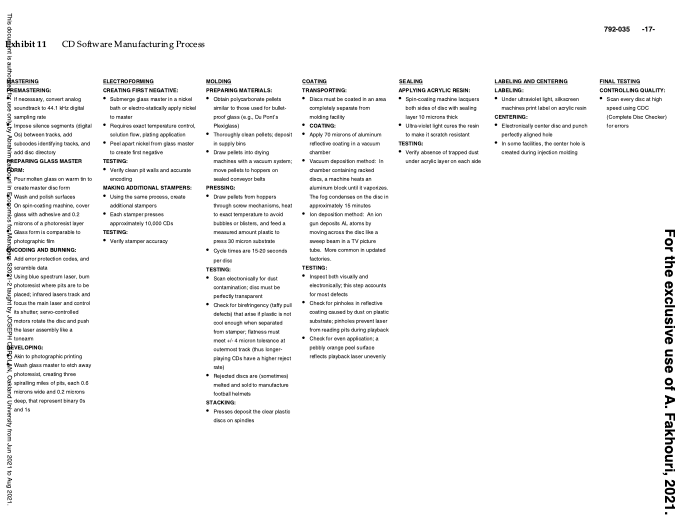 792-035 -17-
Exhibit 11 CD Software Manufacturing Process
MASTERING
REMASTERING:
If necessary, convert analog
soundtrack to 44.1 kHz digital
sampling rate
Impose silence segments (digital
0s) between tracks, add
subcodes identifying tracks, and
add disc directory
PREPARING GLASS MASTER
FORM:
• Pour molten glass on warm tin to
create master disc form
• Wash and polish surfaces
• On spin-coating machine, cover
glass with adhesive and 0.2
microns of a photoresist layer
• Glass form is comparable to
photographic film
ENCODING AND BURNING:
• Add error protection codes, and
scramble data
• Using blue spectrum laser, burn
photoresist where pits are to be
placed; infrared lasers track and
focus the main laser and control
its shutter; servo-controlled
motors rotate the disc and push
the laser assembly like a
tonearm
DEVELOPING:
• Akin to photographic printing
• Wash glass master to etch away
photoresist, creating three
spiralling miles of pits, each 0.6
microns wide and 0.2 microns
deep, that represent binary 0s
and 1s
ELECTROFORMING
CREATING FIRST NEGATIVE:
• Submerge glass master in a nickel
bath or electro-statically apply nickel
to master
• Requires exact temperature control,
solution flow, plating application
• Peel apart nickel from glass master
to create first negative
TESTING:
• Verify clean pit walls and accurate
encoding
MAKING ADDITIONAL STAMPERS:
• Using the same process, create
additional stampers
• Each stamper presses
approximately 10,000 CDs
TESTING:
• Verify stamper accuracy
MOLDING
PREPARING MATERIALS:
• Obtain polycarbonate pellets
similar to those used for bullet-
proof glass (e.g., Du Pont's
Plexiglass)
• Thoroughly clean pellets; deposit
in supply bins
• Draw pellets into drying
machines with a vacuum system;
move pellets to hoppers on
sealed conveyor belts
PRESSING:
• Draw pellets from hoppers
through screw mechanisms, heat
to exact temperature to avoid
bubbles or blisters, and feed a
measured amount plastic to
press 30 micron substrate
• Cycle times are 15-20 seconds
per disc
TESTING:
• Scan electronically for dust
contamination; disc must be
perfectly transparent
• Check for birefringency (taffy pull
defects) that arise if plastic is not
cool enough when separated
from stamper; flatness must
meet +/- 4 micron tolerance at
outermost track (thus longer-
playing CDs have a higher reject
rate)
• Rejected discs are (sometimes)
melted and sold to manufacture
football helmets
STACKING:
• Presses deposit the clear plastic
discs on spindles
COATING
TRANSPORTING:
• Discs must be coated in an area
completely separate from
molding facility
• COATING:
• Apply 70 microns of aluminum
reflective coating in a vacuum
chamber
• Vacuum deposition method: In
chamber containing racked
discs, a machine heats an
aluminum block until it vaporizes.
The fog condenses on the disc in
approximately 15 minutes
• Ion deposition method: An ion
gun deposits AL atoms by
moving across the disc like a
sweep beam in a TV picture
tube. More common in updated
factories.
TESTING:
• Inspect both visually and
electronically; this step accounts
for most defects
• Check for pinholes in reflective
coating caused by dust on plastic
substrate; pinholes prevent laser
from reading pits during playback
• Check for even application; a
pebbly orange peel surface
reflects playback laser unevenly
SEALING
APPLYING ACRYLIC RESIN:
• Spin-coating machine lacquers
both sides of disc with sealing
layer 10 microns thick
• Ultra-violet light cures the resin
to make it scratch resistant
TESTING:
• Verify absence of trapped dust
under acrylic layer on each side
LABELING AND CENTERING
LABELING:
• Under ultraviolet light, silkscreen
machines print label on acrylic resin
CENTERING:
• Electronically center disc and punch
perfectly aligned hole
• In some facilities, the center hole is
created during injection molding
FINAL TESTING
CONTROLLING QUALITY:
• Scan every disc at high
speed using CDC
(Complete Disc Checker)
for errors
For the exclusive use of A. Fakhouri, 2021.